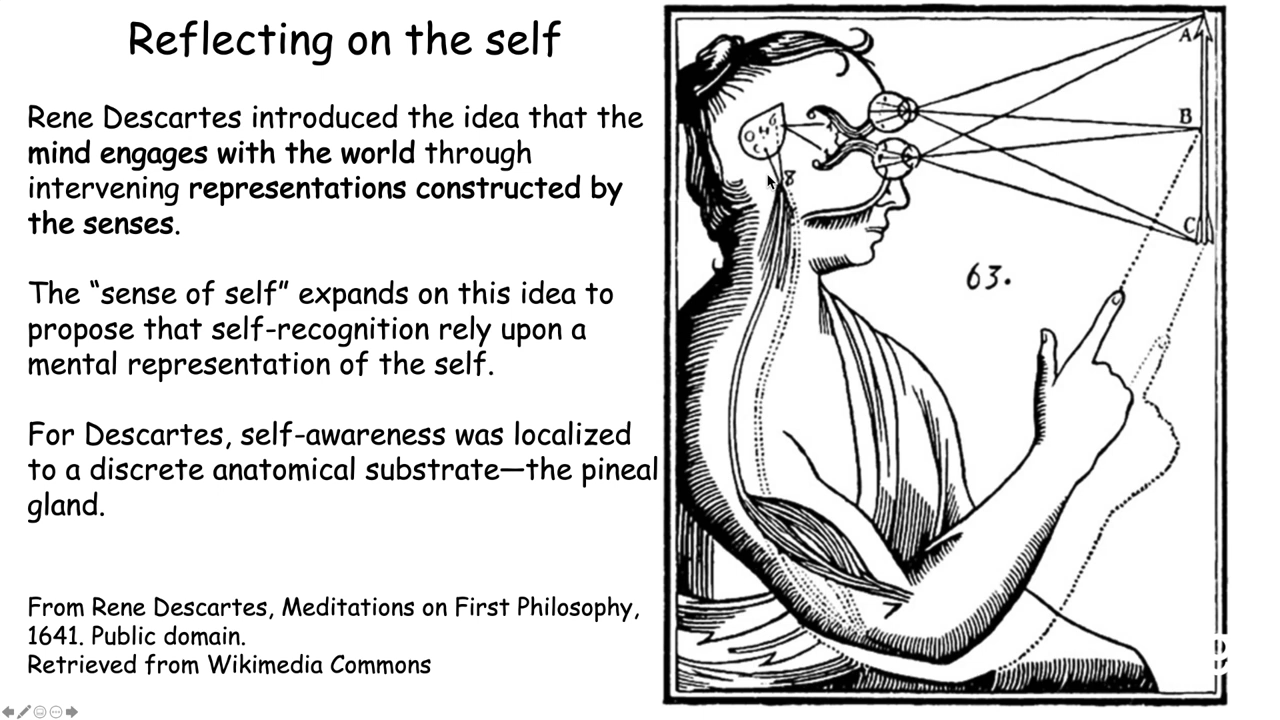 Reflecting on the self
Rene Descartes introduced the idea that the
mind engages with the world through
intervening representations constructed by
the senses.
The “sense of self” expands on this idea to
propose that self-recognition rely upon a
mental representation of the self.
For Descartes, self-awareness was localized
to a discrete anatomical substrate—the pineal
gland.
From Rene Descartes, Meditations on First Philosophy,
1641. Public domain.
Retrieved from Wikimedia Commons
A
B
C
8
63.